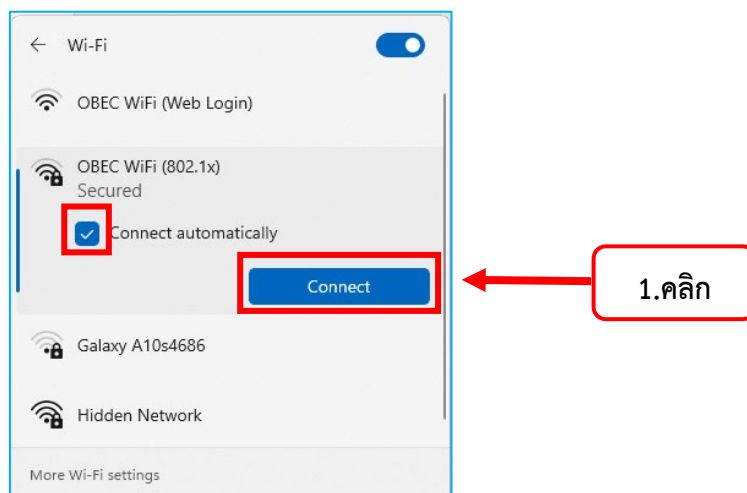 Wi-Fi
OBEC WiFi (Web Login)
OBEC WiFi (802.1x)
Secured
Connect automatically
Connect
1.คลิก
Galaxy A10s4686
Hidden Network
More Wi-Fi settings